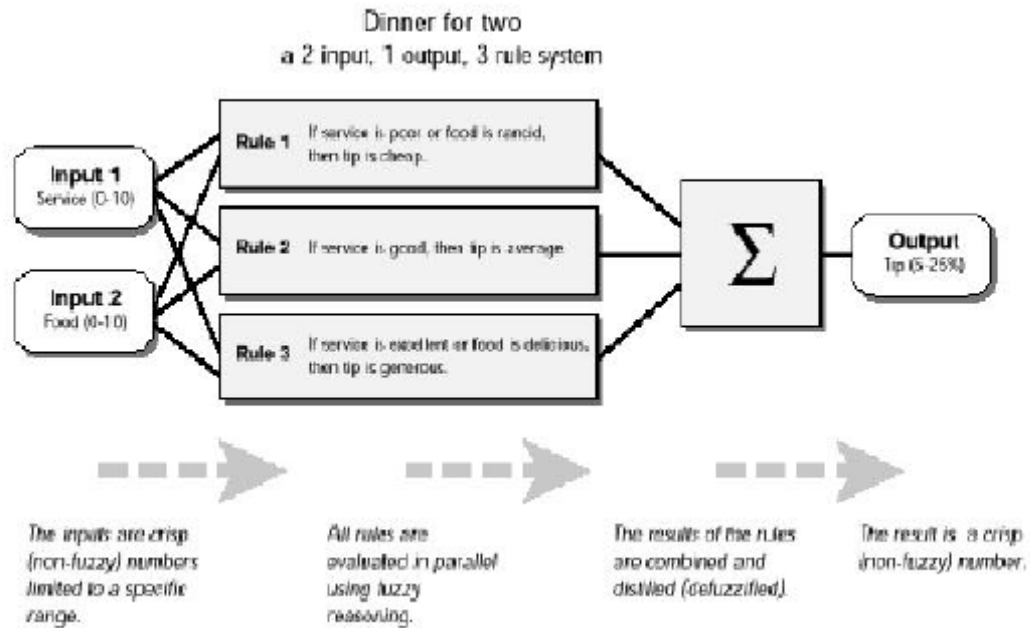 Dinner for two
a 2 input, 1 output, 3 rule system
Input 1
Service (0-10)
Input 2
Food (0-10)
Rule 1 If service is poor or food is rancid,
then tip is cheap.
Rule 2 If service is good, then tip is average.
Rule 3 If service is excellent or food is delicious,
then tip is generous.
Σ
Output
Tip (5-25%)
The inputs are crisp
(non-fuzzy) numbers
limited to a specific
range.
All rules are
evaluated in parallel
using fuzzy
reasoning.
The results of the rules
are combined and
distilled (defuzzified).
The result is a crisp
(non-fuzzy) number.